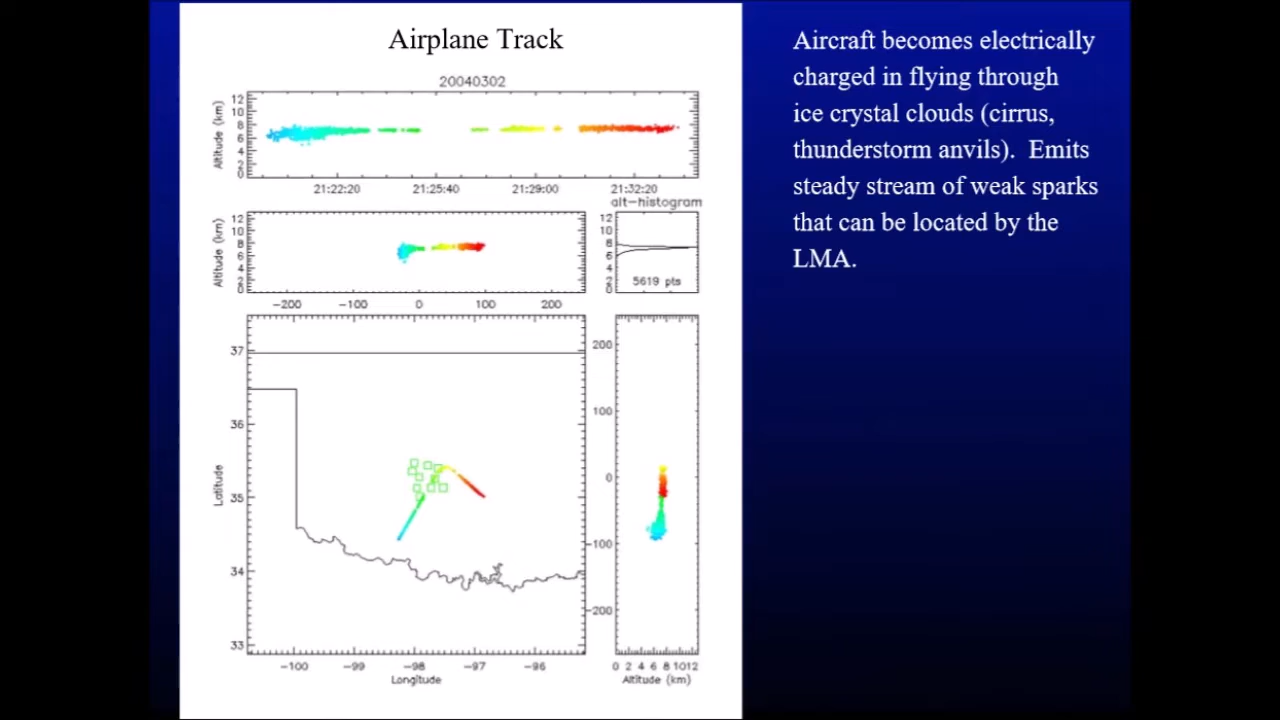 Airplane Track
20040302
Altitude (km)
12
10
8
6
4
2
0
21:22:20
21:25:40
21:29:00
21:32:20
alt-histogram
Altitude (km)
12
10
8
6
4
2
0
-200
-100
0
100
200
12
10
8
6
4
2
0
5619 pts
Latitude
37
36
35
34
33
-100
-99
-98
-97
-96
Longitude
200
100
0
-100
-200
0 2 4 6 8 1012
Altitude (km)
Aircraft becomes electrically
charged in flying through
ice crystal clouds (cirrus,
thunderstorm anvils). Emits
steady stream of weak sparks
that can be located by the
LMA.